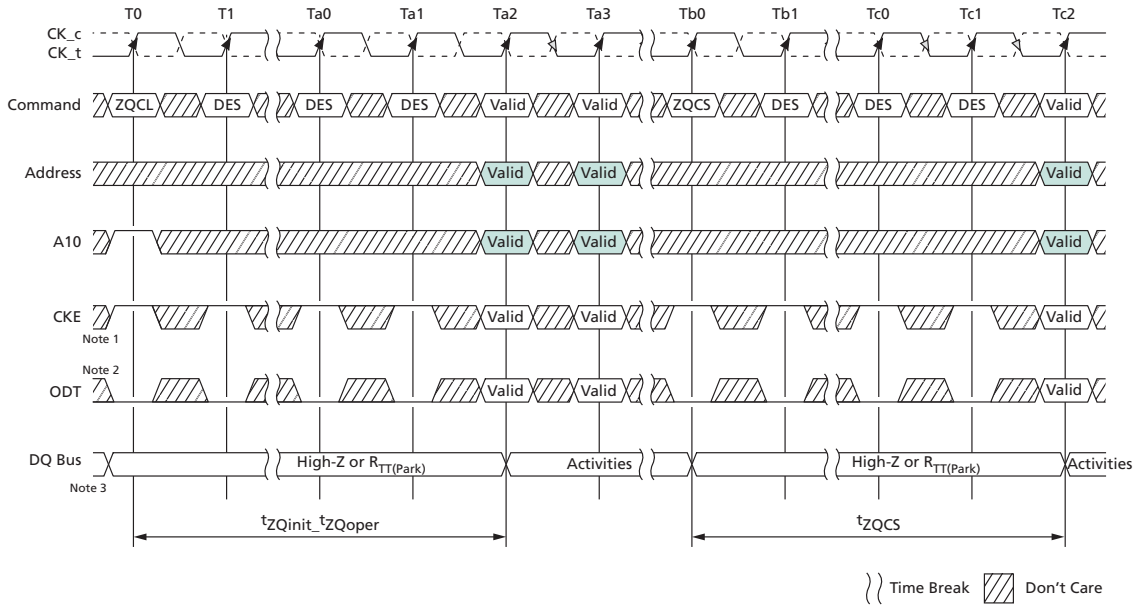 T0 T1 Ta0 Ta1 Ta2 Ta3 Tb0 Tb1 Tc0 Tc1 Tc2
CK_c
CK_t
Command ZQCL DES DES DES Valid Valid ZQCS DES DES DES Valid
Address Valid Valid Valid
A10 Valid Valid Valid
CKE Valid Valid Valid
Note 1
Note 2
ODT Valid Valid Valid
DQ Bus High-Z or RTT(Park) Activities High-Z or RTT(Park) Activities
Note 3
tZQinit_tZQoper tZQCS
Time Break Don't Care